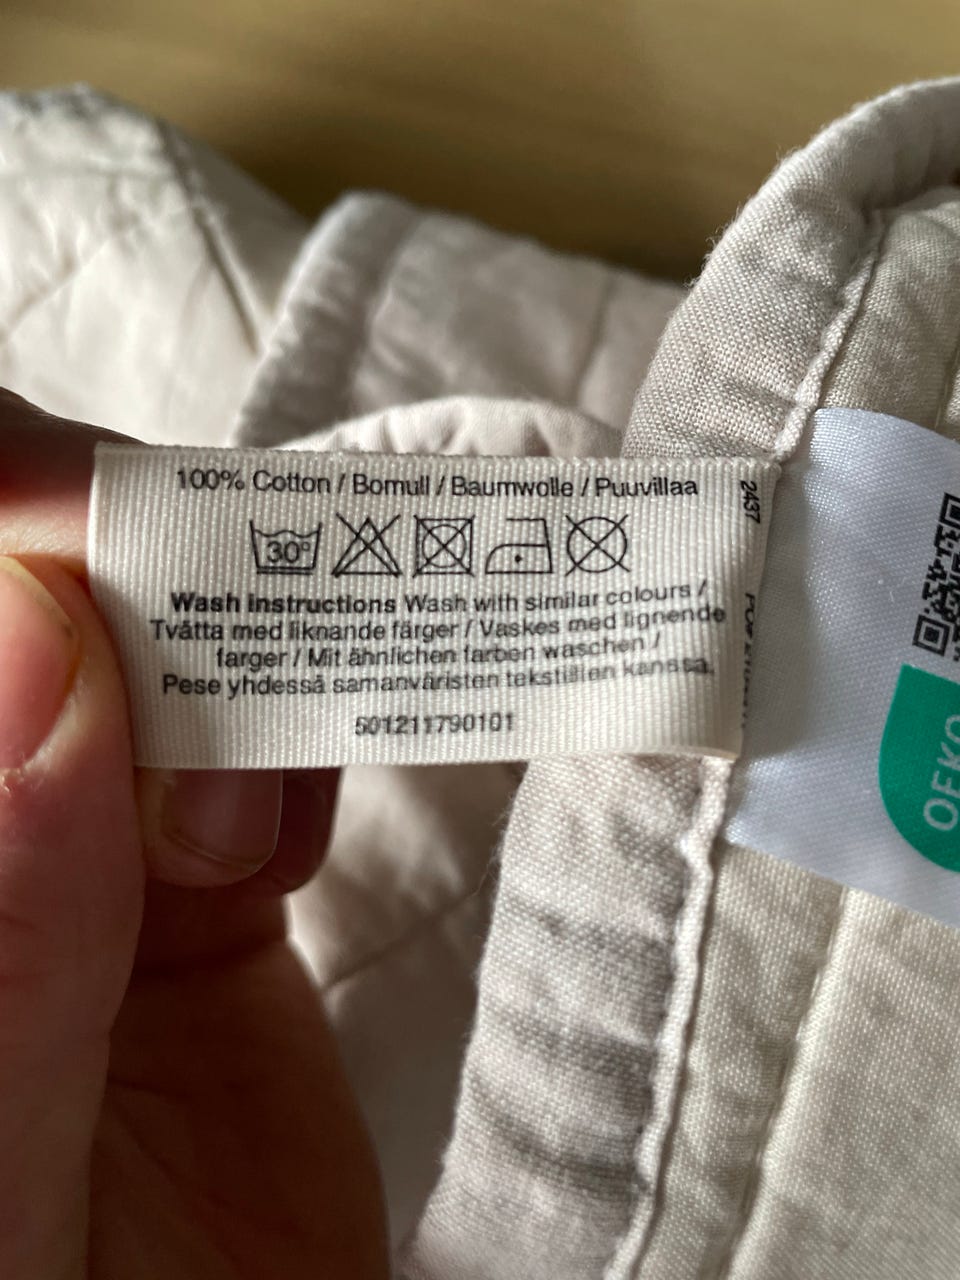 100% Cotton / Bomull / Baumwolle / Puuvillaa
30°
Wash instructions Wash with similar colours /
Tvätta med liknande färger / Vaskes med lignende
farger / Mit ähnlichen farben waschen /
Pese yhdessä samanväristen tekstiilien kanssa.
501211790101
2437
OEKO